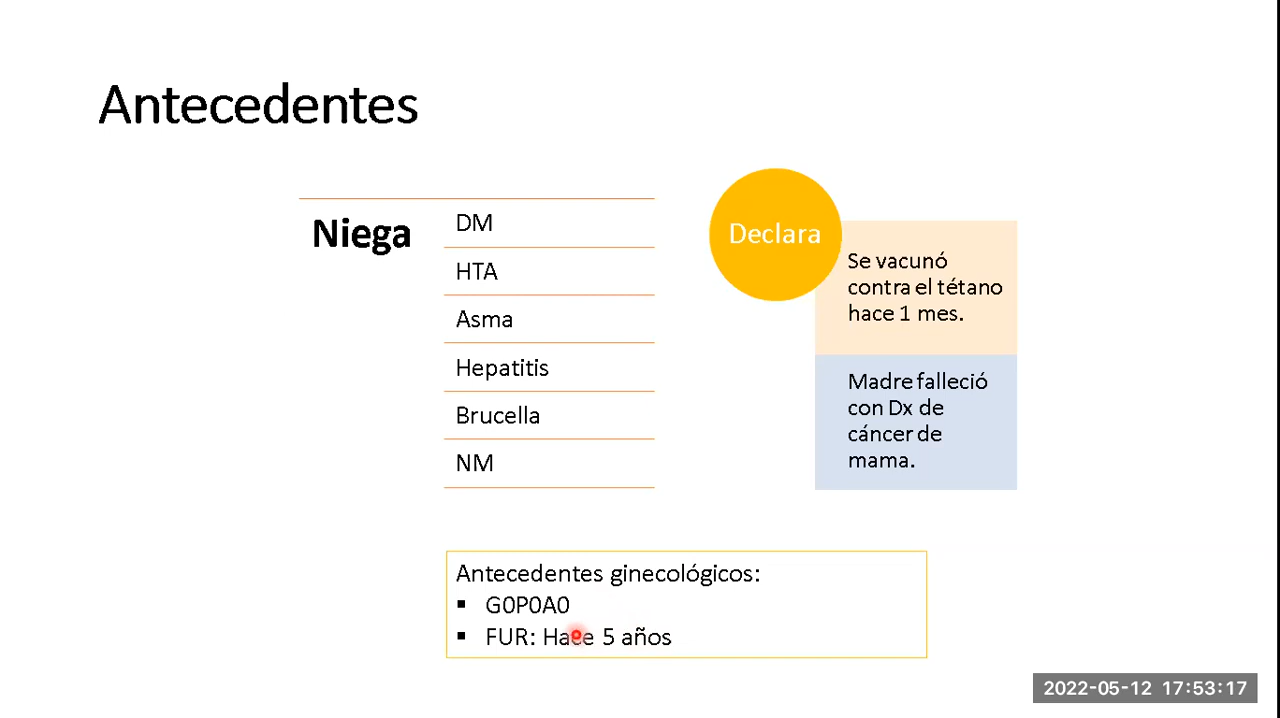 Antecedentes
Niega
DM
HTA
Asma
Hepatitis
Brucella
NM
Declara
Se vacunó
contra el tétano
hace 1 mes.
Madre falleció
con Dx de
cáncer de
mama.
Antecedentes ginecológicos:
▪ G0P0A0
▪ FUR: Hace 5 años
2022-05-12 17:53:17